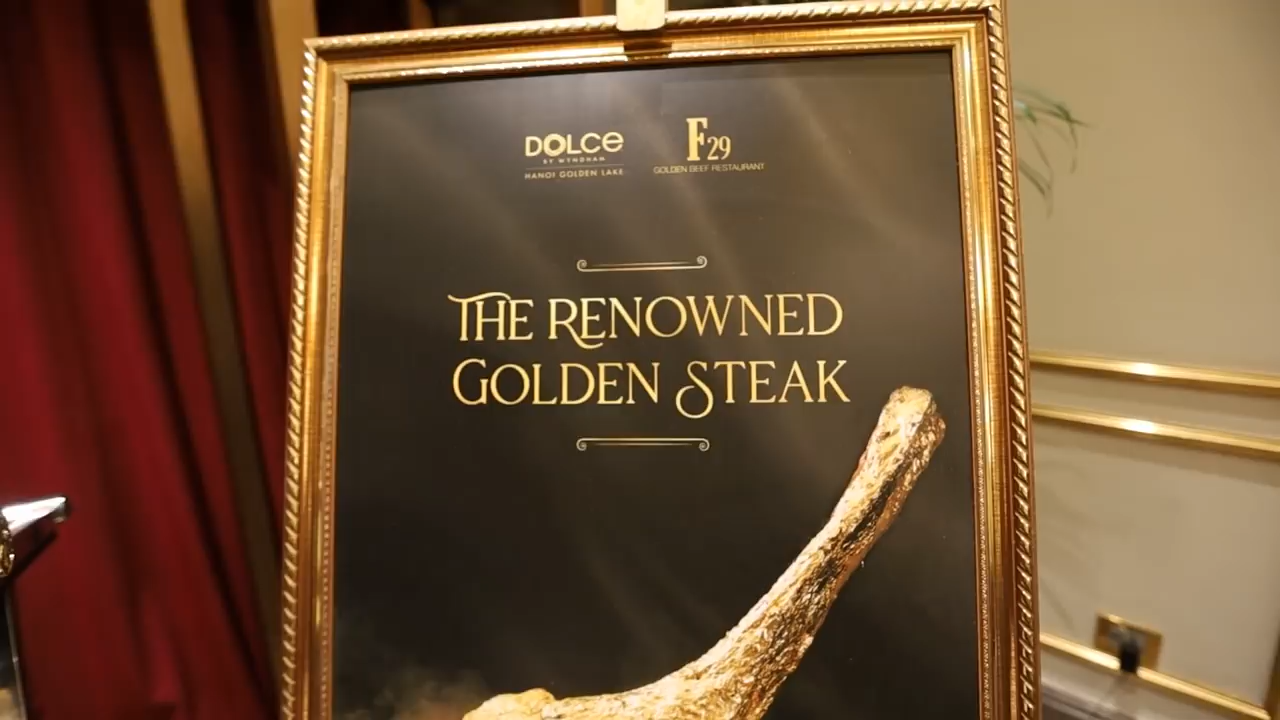 DOLCE
BY WYNDHAM
HANOI GOLDEN LAKE
F29
GOLDEN BEEF RESTAURANT
THE RENOWNED
GOLDEN STEAK